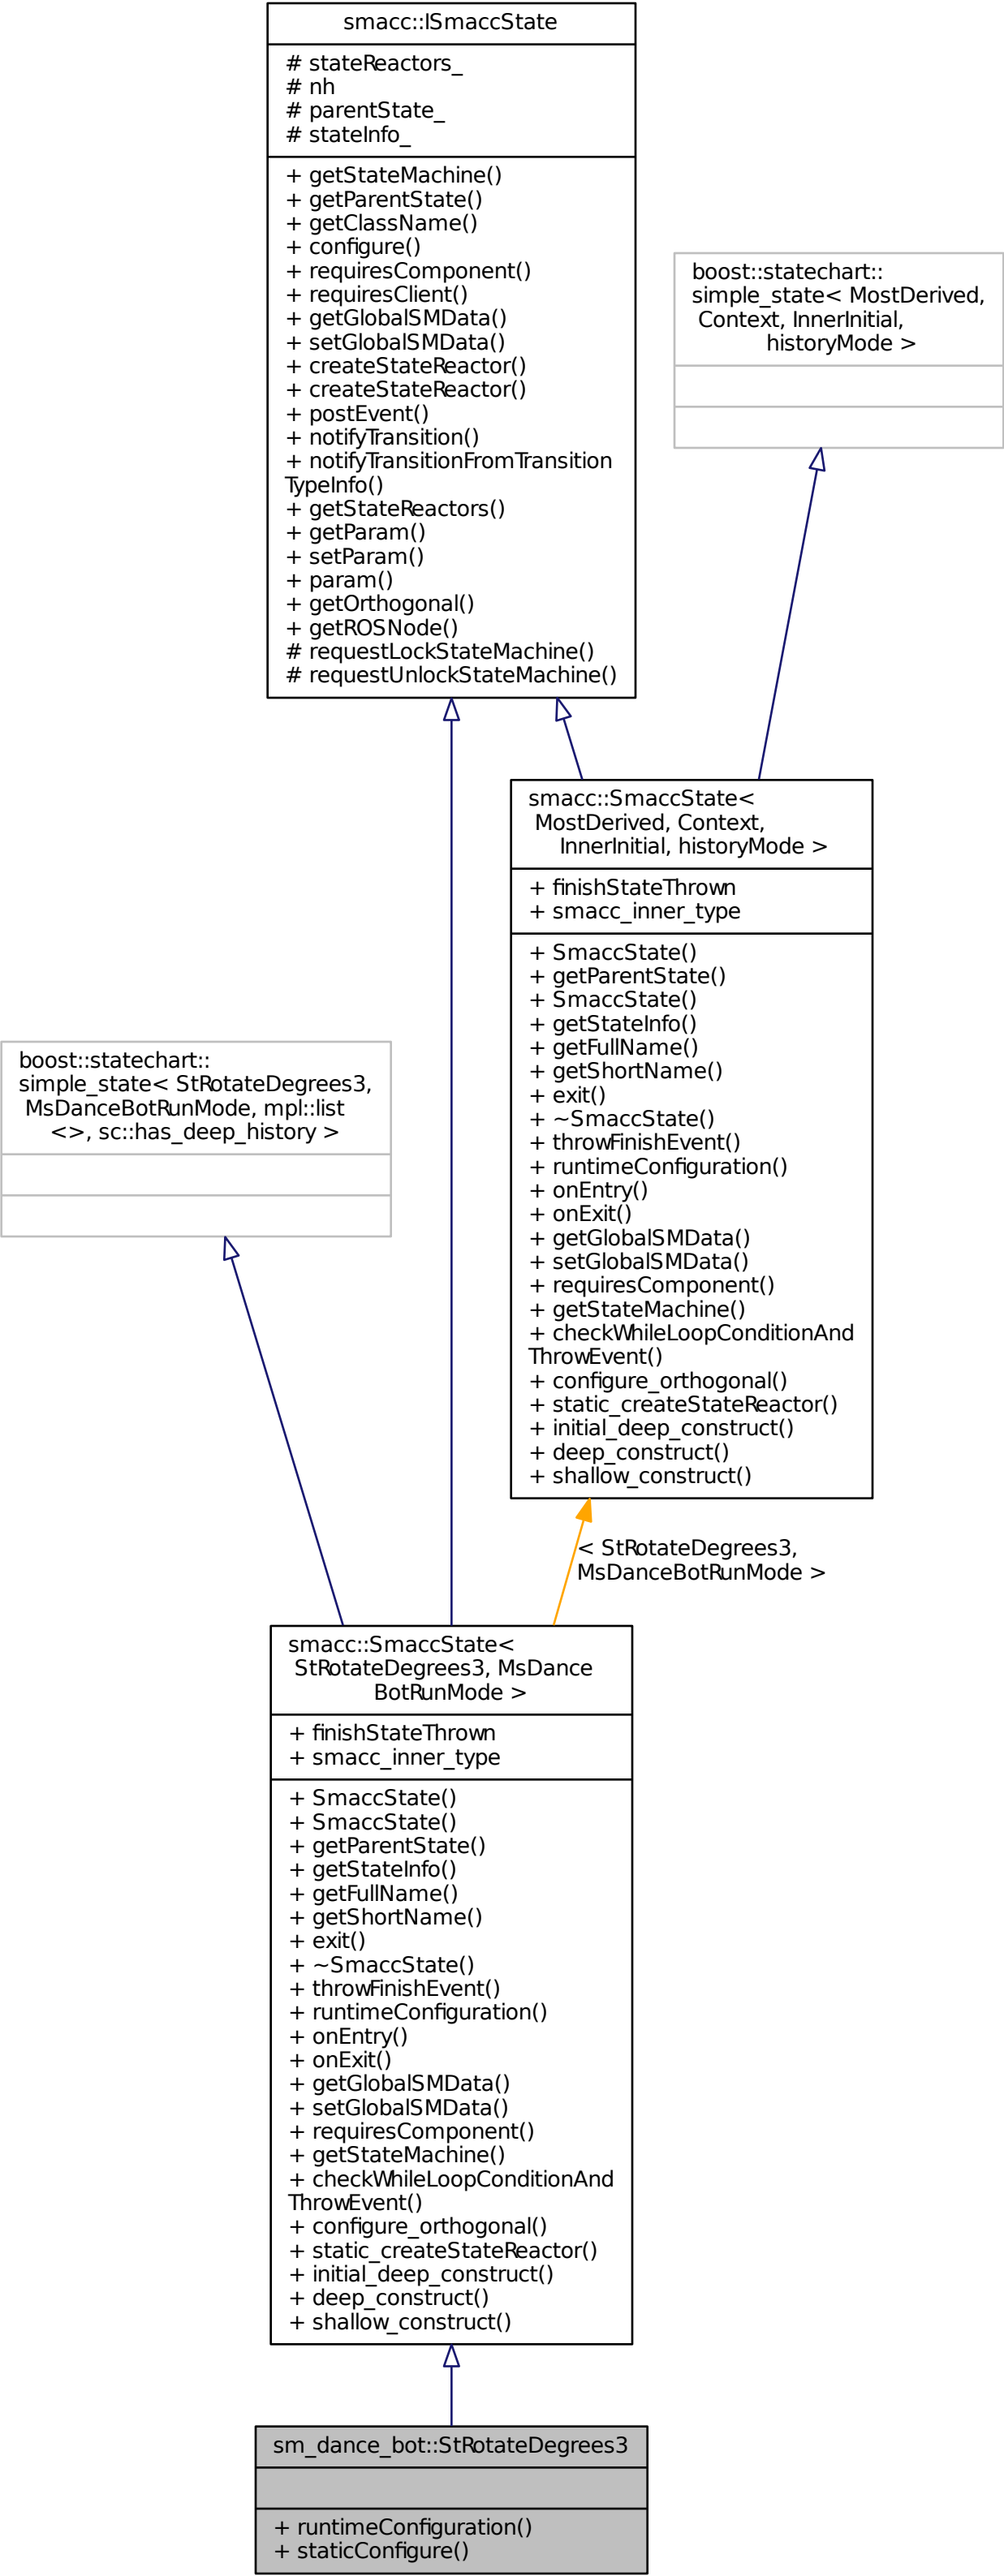 smacc::ISmaccState
# stateReactors_
# nh
# parentState_
# stateInfo_
+ getStateMachine()
+ getParentState()
+ getClassName()
+ configure()
+ requiresComponent()
+ requiresClient()
+ getGlobalSMData()
+ setGlobalSMData()
+ createStateReactor()
+ createStateReactor()
+ postEvent()
+ notifyTransition()
+ notifyTransitionFromTransition
TypeInfo()
+ getStateReactors()
+ getParam()
+ setParam()
+ param()
+ getOrthogonal()
+ getROSNode()
# requestLockStateMachine()
# requestUnlockStateMachine()
boost::statechart::
simple_state< MostDerived,
Context, InnerInitial,
historyMode >
smacc::SmaccState<
MostDerived, Context,
InnerInitial, historyMode >
+ finishStateThrown
+ smacc_inner_type
+ SmaccState()
+ getParentState()
+ SmaccState()
+ getStateInfo()
+ getFullName()
+ getShortName()
+ exit()
+ ~SmaccState()
+ throwFinishEvent()
+ runtimeConfiguration()
+ onEntry()
+ onExit()
+ getGlobalSMData()
+ setGlobalSMData()
+ requiresComponent()
+ getStateMachine()
+ checkWhileLoopConditionAnd
ThrowEvent()
+ configure_orthogonal()
+ static_createStateReactor()
+ initial_deep_construct()
+ deep_construct()
+ shallow_construct()
boost::statechart::
simple_state< StRotateDegrees3,
MsDanceBotRunMode, mpl::list
<>, sc::has_deep_history >
< StRotateDegrees3,
MsDanceBotRunMode >
smacc::SmaccState<
StRotateDegrees3, MsDance
BotRunMode >
+ finishStateThrown
+ smacc_inner_type
+ SmaccState()
+ SmaccState()
+ getParentState()
+ getStateInfo()
+ getFullName()
+ getShortName()
+ exit()
+ ~SmaccState()
+ throwFinishEvent()
+ runtimeConfiguration()
+ onEntry()
+ onExit()
+ getGlobalSMData()
+ setGlobalSMData()
+ requiresComponent()
+ getStateMachine()
+ checkWhileLoopConditionAnd
ThrowEvent()
+ configure_orthogonal()
+ static_createStateReactor()
+ initial_deep_construct()
+ deep_construct()
+ shallow_construct()
sm_dance_bot::StRotateDegrees3
+ runtimeConfiguration()
+ staticConfigure()